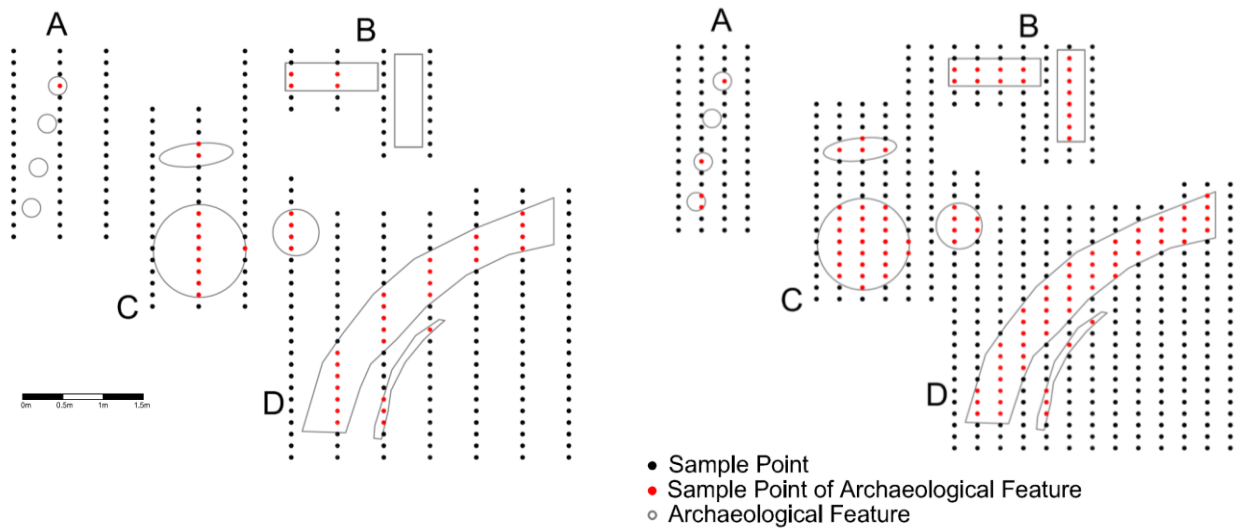 A
B
C
D
0m 0.5m 1m 1.5m
A
B
C
D
Sample Point
Sample Point of Archaeological Feature
Archaeological Feature